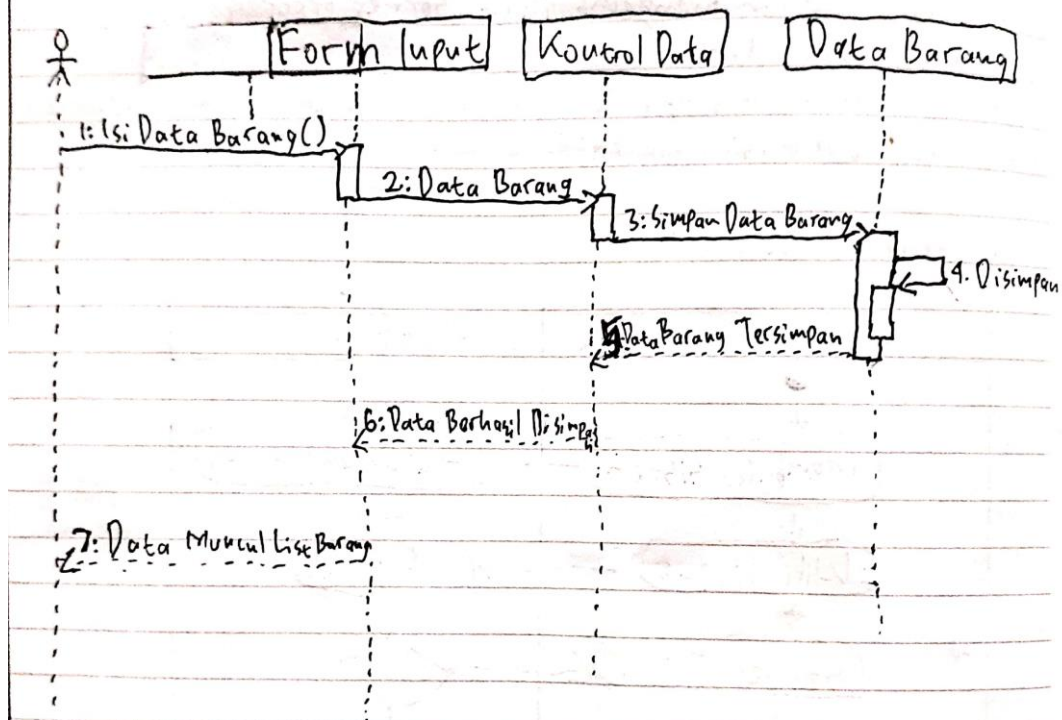 Form Input
Kontrol Data
Data Barang
1: Isi Data Barang()
2: Data Barang
3: Simpan Data Barang
4. Disimpan
5 Data Barang Tersimpan
6: Data Berhasil Disimpan
7: Data Muncul List Barang